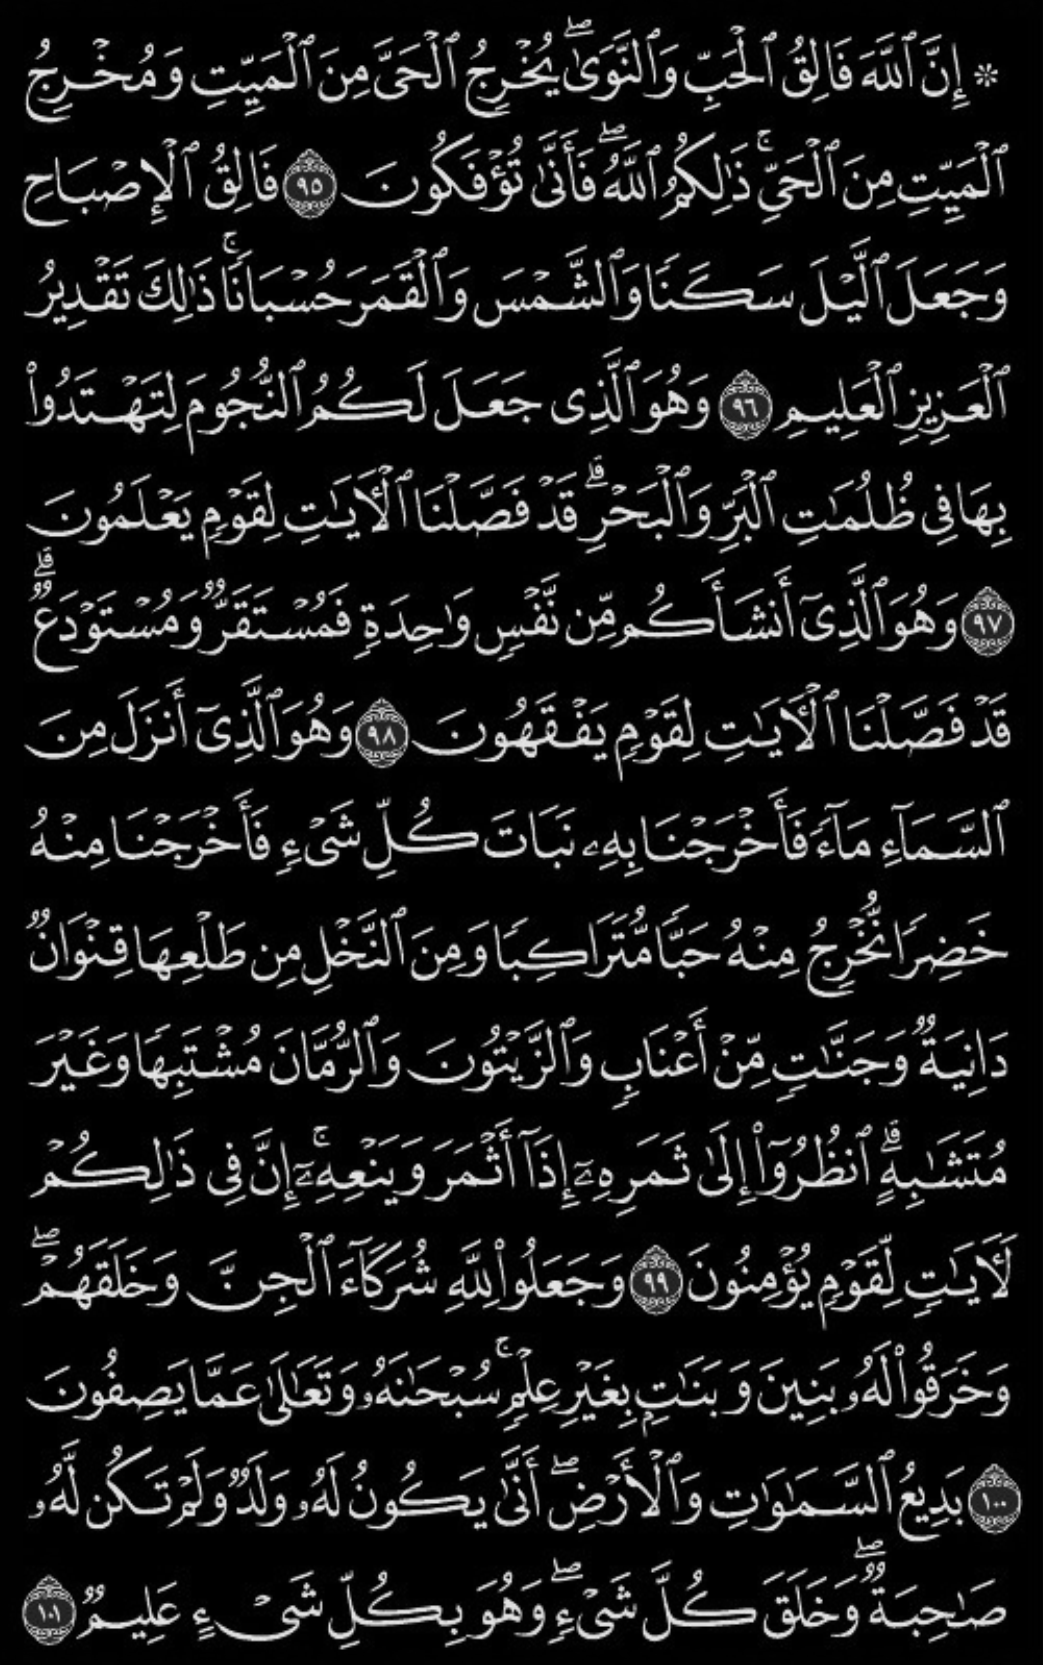 ۞ إِنَّ ٱللَّهَ فَالِقُ ٱلْحَبِّ وَٱلنَّوَىٰۖ يُخْرِجُ ٱلْحَىَّ مِنَ ٱلْمَيِّتِ وَمُخْرِجُ
ٱلْمَيِّتِ مِنَ ٱلْحَىِّۚ ذَٰلِكُمُ ٱللَّهُۖ فَأَنَّىٰ تُؤْفَكُونَ ٩٥ فَالِقُ ٱلْإِصْبَاحِ
وَجَعَلَ ٱلَّيْلَ سَكَنًا وَٱلشَّمْسَ وَٱلْقَمَرَ حُسْبَانًاۚ ذَٰلِكَ تَقْدِيرُ
ٱلْعَزِيزِ ٱلْعَلِيمِ ٩٦ وَهُوَ ٱلَّذِى جَعَلَ لَكُمُ ٱلنُّجُومَ لِتَهْتَدُوا۟
بِهَا فِى ظُلُمَٰتِ ٱلْبَرِّ وَٱلْبَحْرِۗ قَدْ فَصَّلْنَا ٱلْـَٔايَٰتِ لِقَوْمٍ يَعْلَمُونَ
٩٧ وَهُوَ ٱلَّذِىٓ أَنشَأَكُم مِّن نَّفْسٍ وَٰحِدَةٍ فَمُسْتَقَرٌّ وَمُسْتَوْدَعٌۗ
قَدْ فَصَّلْنَا ٱلْـَٔايَٰتِ لِقَوْمٍ يَفْقَهُونَ ٩٨ وَهُوَ ٱلَّذِىٓ أَنزَلَ مِنَ
ٱلسَّمَآءِ مَآءً فَأَخْرَجْنَا بِهِۦ نَبَاتَ كُلِّ شَىْءٍ فَأَخْرَجْنَا مِنْهُ
خَضِرًا نُّخْرِجُ مِنْهُ حَبًّا مُّتَرَاكِبًا وَمِنَ ٱلنَّخْلِ مِن طَلْعِهَا قِنْوَانٌ
دَانِيَةٌ وَجَنَّٰتٍ مِّنْ أَعْنَابٍ وَٱلزَّيْتُونَ وَٱلرُّمَّانَ مُشْتَبِهًا وَغَيْرَ
مُتَشَٰبِهٍۗ ٱنظُرُوٓا۟ إِلَىٰ ثَمَرِهِۦٓ إِذَآ أَثْمَرَ وَيَنْعِهِۦٓۚ إِنَّ فِى ذَٰلِكُمْ
لَـَٔايَٰتٍ لِّقَوْمٍ يُؤْمِنُونَ ٩٩ وَجَعَلُوا۟ لِلَّهِ شُرَكَآءَ ٱلْجِنَّ وَخَلَقَهُمْۖ
وَخَرَقُوا۟ لَهُۥ بَنِينَ وَبَنَٰتٍۭ بِغَيْرِ عِلْمٍۚ سُبْحَٰنَهُۥ وَتَعَٰلَىٰ عَمَّا يَصِفُونَ
١٠٠ بَدِيعُ ٱلسَّمَٰوَٰتِ وَٱلْأَرْضِۖ أَنَّىٰ يَكُونُ لَهُۥ وَلَدٌ وَلَمْ تَكُن لَّهُۥ
صَٰحِبَةٌۖ وَخَلَقَ كُلَّ شَىْءٍۖ وَهُوَ بِكُلِّ شَىْءٍ عَلِيمٌ ١٠١